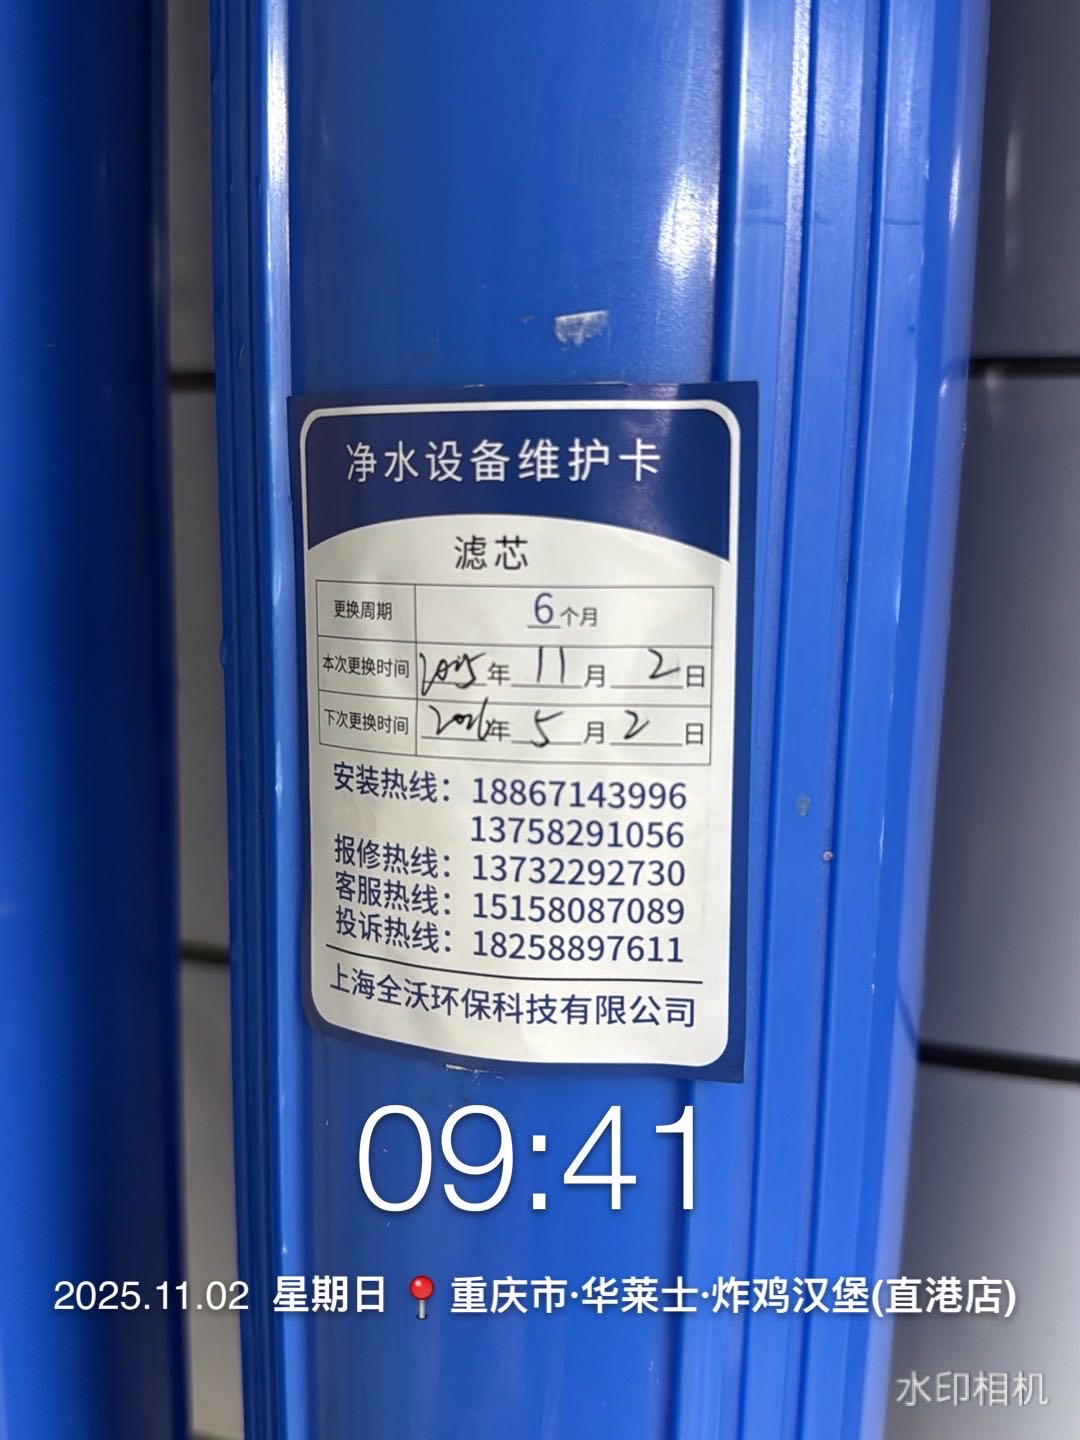 净水设备维护卡
滤芯
更换周期 6个月
本次更换时间 2025年11月2日
下次更换时间 2026年5月2日
安装热线：18867143996
13758291056
报修热线：13732292730
客服热线：15158087089
投诉热线：18258897611
上海全沃环保科技有限公司
09:41
2025.11.02 星期日 📍重庆市·华莱士·炸鸡汉堡(直港店)
水印相机